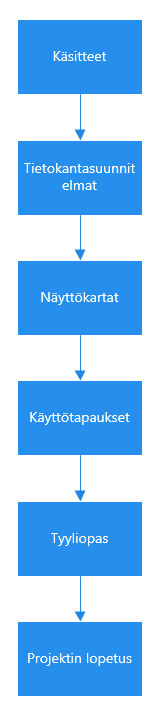 Käsitteet
Tietokantasuunnit
elmat
Näyttökartat
Käyttötapaukset
Tyyliopas
Projektin lopetus